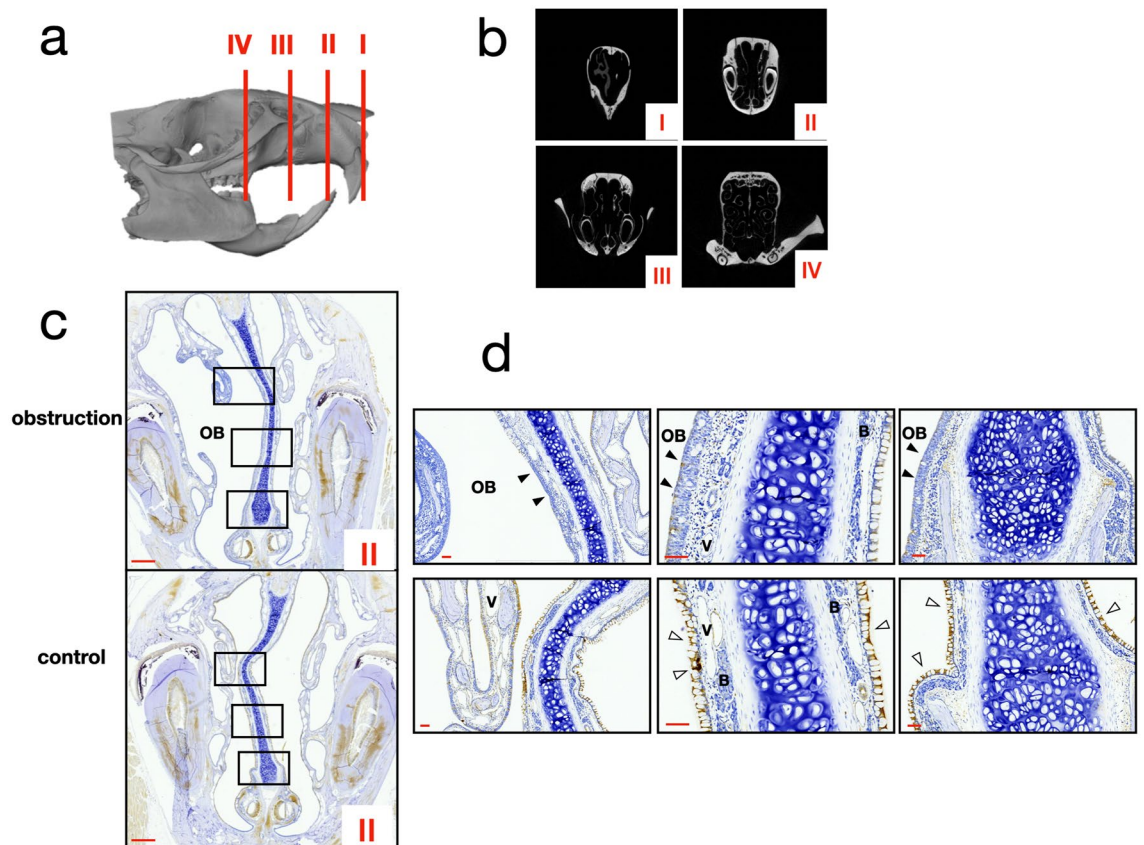 a
IV III II I
b
I
II
III
IV
c
obstruction
OB
II
control
II
d
OB
OB
V
B
OB
V
V
B
B